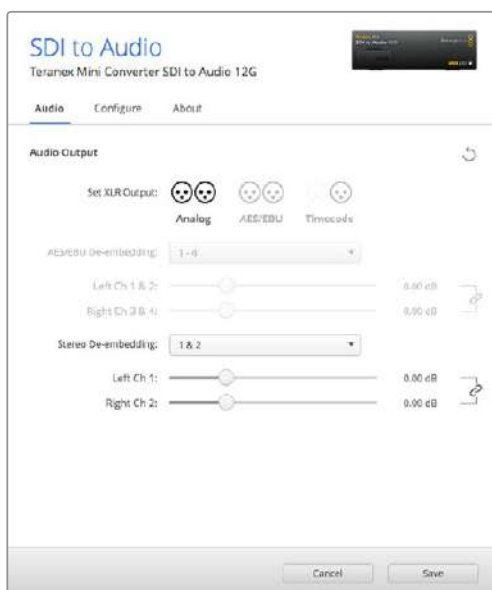 SDI to Audio
Teranex Mini Converter SDI to Audio 12G
Audio Configure About
Audio Output
Set XLR Output:
Analog AES/EBU Timecode
AES/EBU De-embedding: 1-8
Left Ch 1 & 2: 0.00 dB
Right Ch 3 & 4: 0.00 dB
Stereo De-embedding: 1 & 2
Left Ch 1: 0.00 dB
Right Ch 2: 0.00 dB
Cancel Save